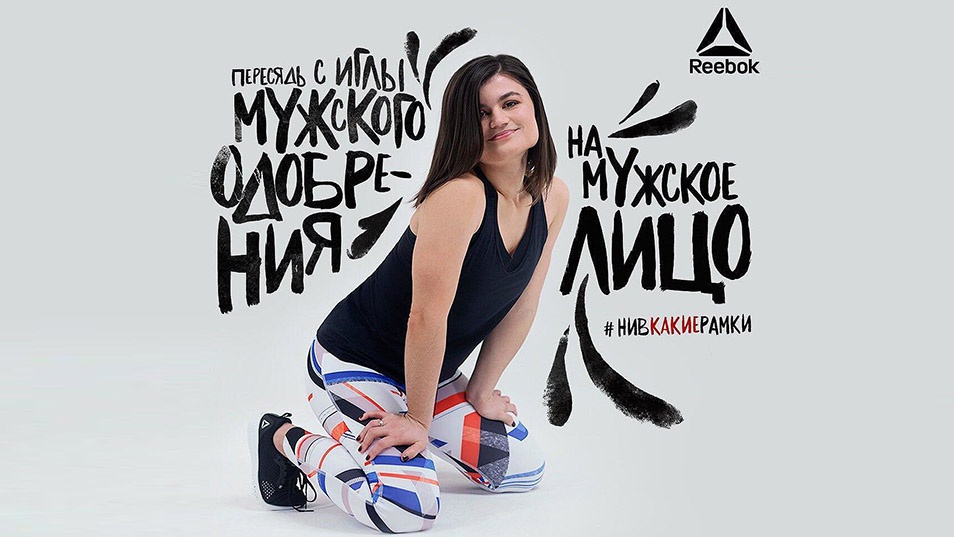 ПЕРЕСЯДЬ С ИГЛЫ
МУЖСКОГО
ОДОБРЕ-
НИЯ
НА
МУЖСКОЕ
ЛИЦО
#НИВКАКИЕРАМКИ
Reebok